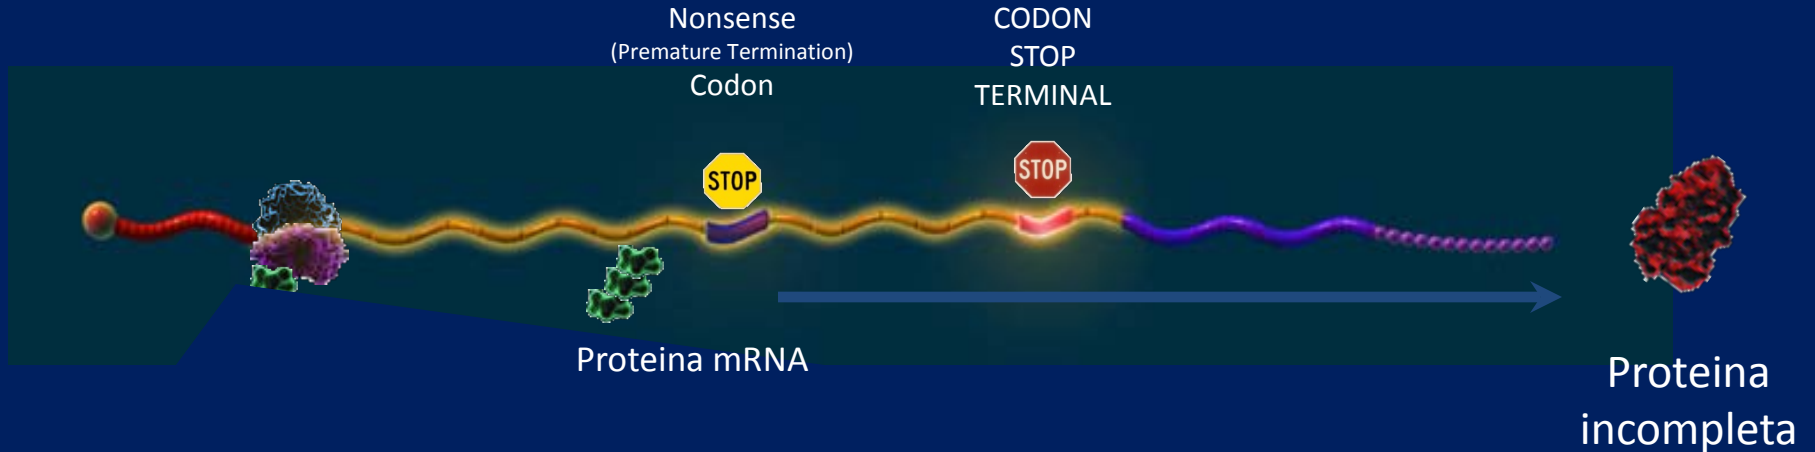 Nonsense
(Premature Termination)
Codon
CODON
STOP
TERMINAL
STOP
STOP
Proteina mRNA
Proteina
incompleta